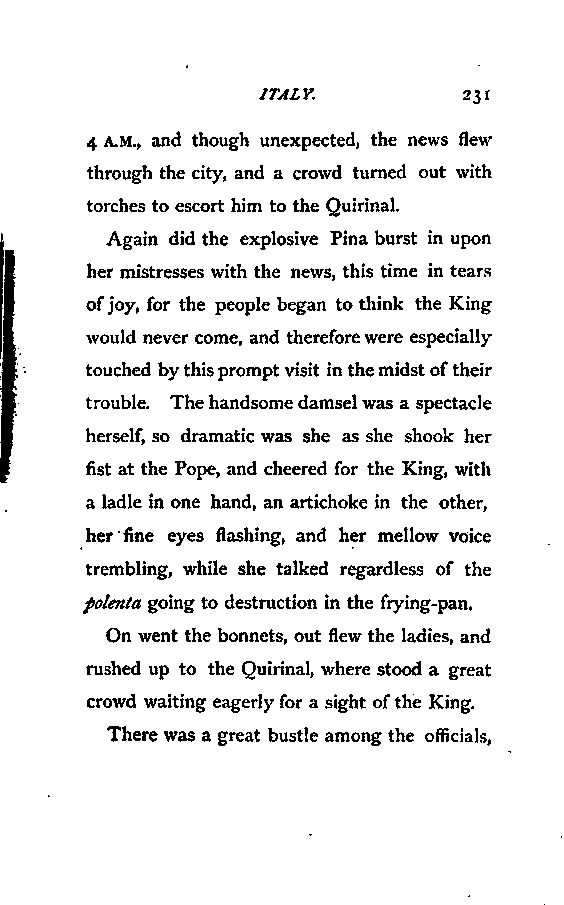 ITALY. 231
4 A.M., and though unexpected, the news flew
through the city, and a crowd turned out with
torches to escort him to the Quirinal.
Again did the explosive Pina burst in upon
her mistresses with the news, this time in tears
of joy, for the people began to think the King
would never come, and therefore were especially
touched by this prompt visit in the midst of their
trouble. The handsome damsel was a spectacle
herself, so dramatic was she as she shook her
fist at the Pope, and cheered for the King, with
a ladle in one hand, an artichoke in the other,
her fine eyes flashing, and her mellow voice
trembling, while she talked regardless of the
polenta going to destruction in the frying-pan.
On went the bonnets, out flew the ladies, and
rushed up to the Quirinal, where stood a great
crowd waiting eagerly for a sight of the King.
There was a great bustle among the officials,